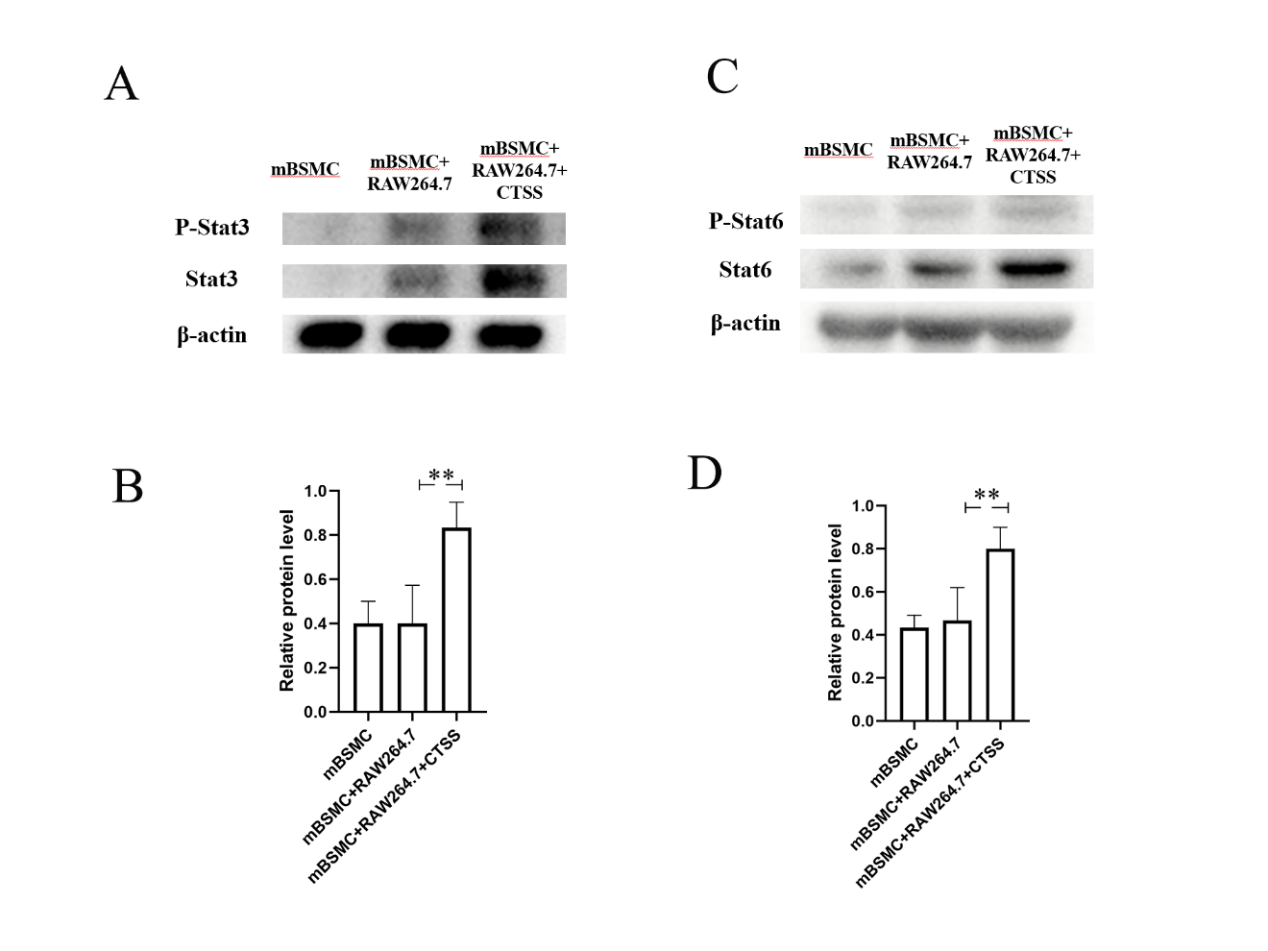 A
mBSMC
mBSMC+
RAW264.7
mBSMC+
RAW264.7+
CTSS
P-Stat3
Stat3
β-actin
C
mBSMC
mBSMC+
RAW264.7
mBSMC+
RAW264.7+
CTSS
P-Stat6
Stat6
β-actin
B
**
Relative protein level
1.0
0.8
0.6
0.4
0.2
0.0
mBSMC
mBSMC+RAW264.7
mBSMC+RAW264.7+CTSS
D
**
Relative protein level
1.0
0.8
0.6
0.4
0.2
0.0
mBSMC
mBSMC+RAW264.7
mBSMC+RAW264.7+CTSS